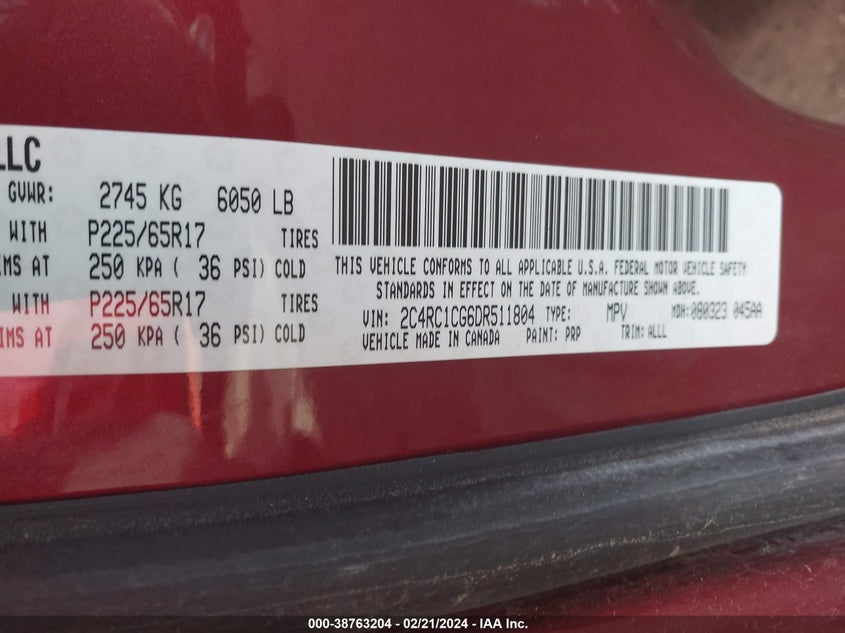 LLC
GVWR: 2745 KG 6050 LB
WITH P225/65R17 TIRES
IMS AT 250 KPA ( 36 PSI) COLD
WITH P225/65R17 TIRES
IMS AT 250 KPA ( 36 PSI) COLD
THIS VEHICLE CONFORMS TO ALL APPLICABLE U.S.A. FEDERAL MOTOR VEHICLE SAFETY
STANDARDS IN EFFECT ON THE DATE OF MANUFACTURE SHOWN ABOVE.
VIN: 2C4RC1CG6DR511804 TYPE: MPV MDH: 080323 045AA
VEHICLE MADE IN CANADA PAINT: PRP TRIM: ALLL
000-38763204 - 02/21/2024 - IAA Inc.